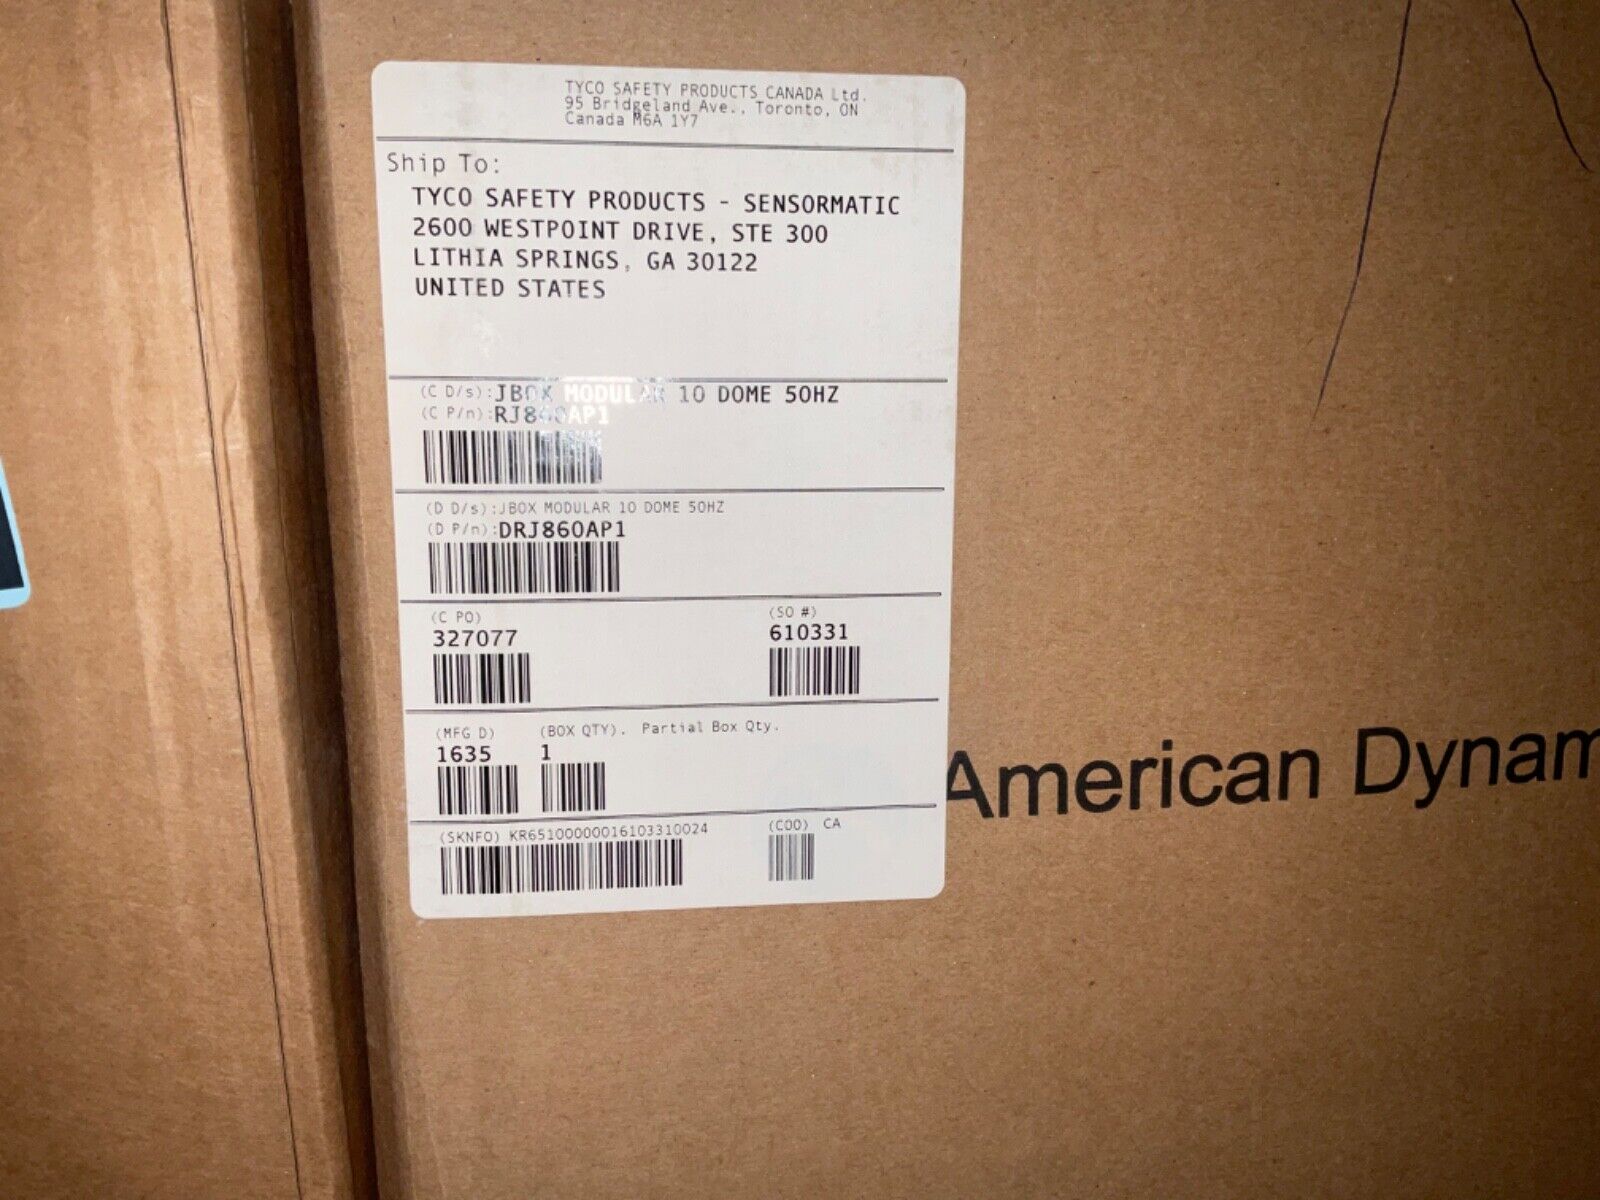 TYCO SAFETY PRODUCTS CANADA Ltd.
95 Bridgeland Ave., Toronto, ON
Canada M6A 1Y7
Ship To:
TYCO SAFETY PRODUCTS - SENSORMATIC
2600 WESTPOINT DRIVE, STE 300
LITHIA SPRINGS, GA 30122
UNITED STATES
(C D/s):JBOX MODULAR 10 DOME 50HZ
(C P/n):RJ860AP1
(D D/s):JBOX MODULAR 10 DOME 50HZ
(D P/n):DRJ860AP1
(C PO) (SO #)
327077 610331
(MFG D) (BOX QTY). Partial Box Qty.
1635 1
(SKNFO) KR65100000016103310024 (COO) CA
American Dynam